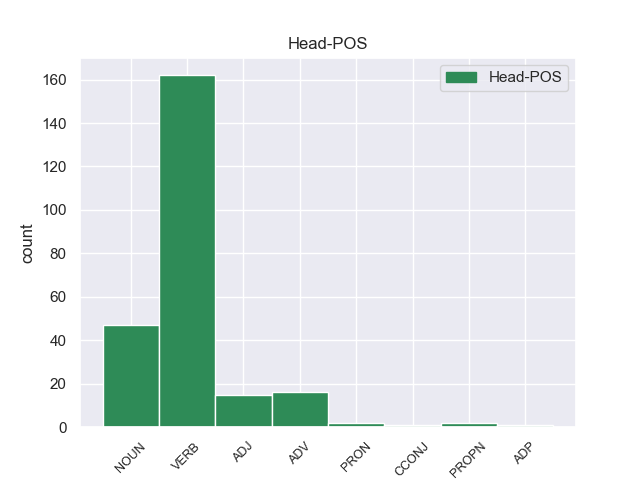 Head-POS
Head-POS
160
140
120
100
80
60
40
20
0
count
NOUN
VERB
ADJ
ADV
PRON
CCONJ
PROPN
ADP